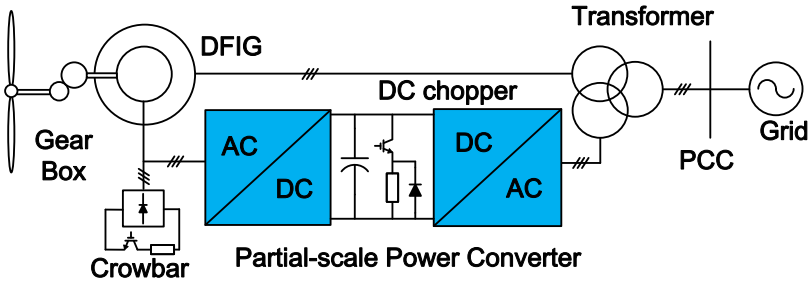 Transformer
DFIG
DC chopper
Gear
Box
AC
DC
DC
AC
PCC
Grid
Crowbar
Partial-scale Power Converter